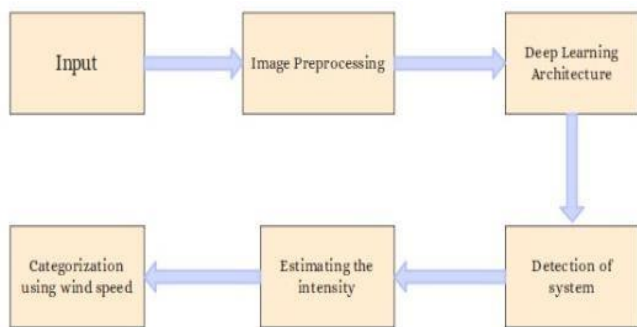 Input
Image Preprocessing
Deep Learning
Architecture
Detection of
system
Estimating the
intensity
Categorization
using wind speed